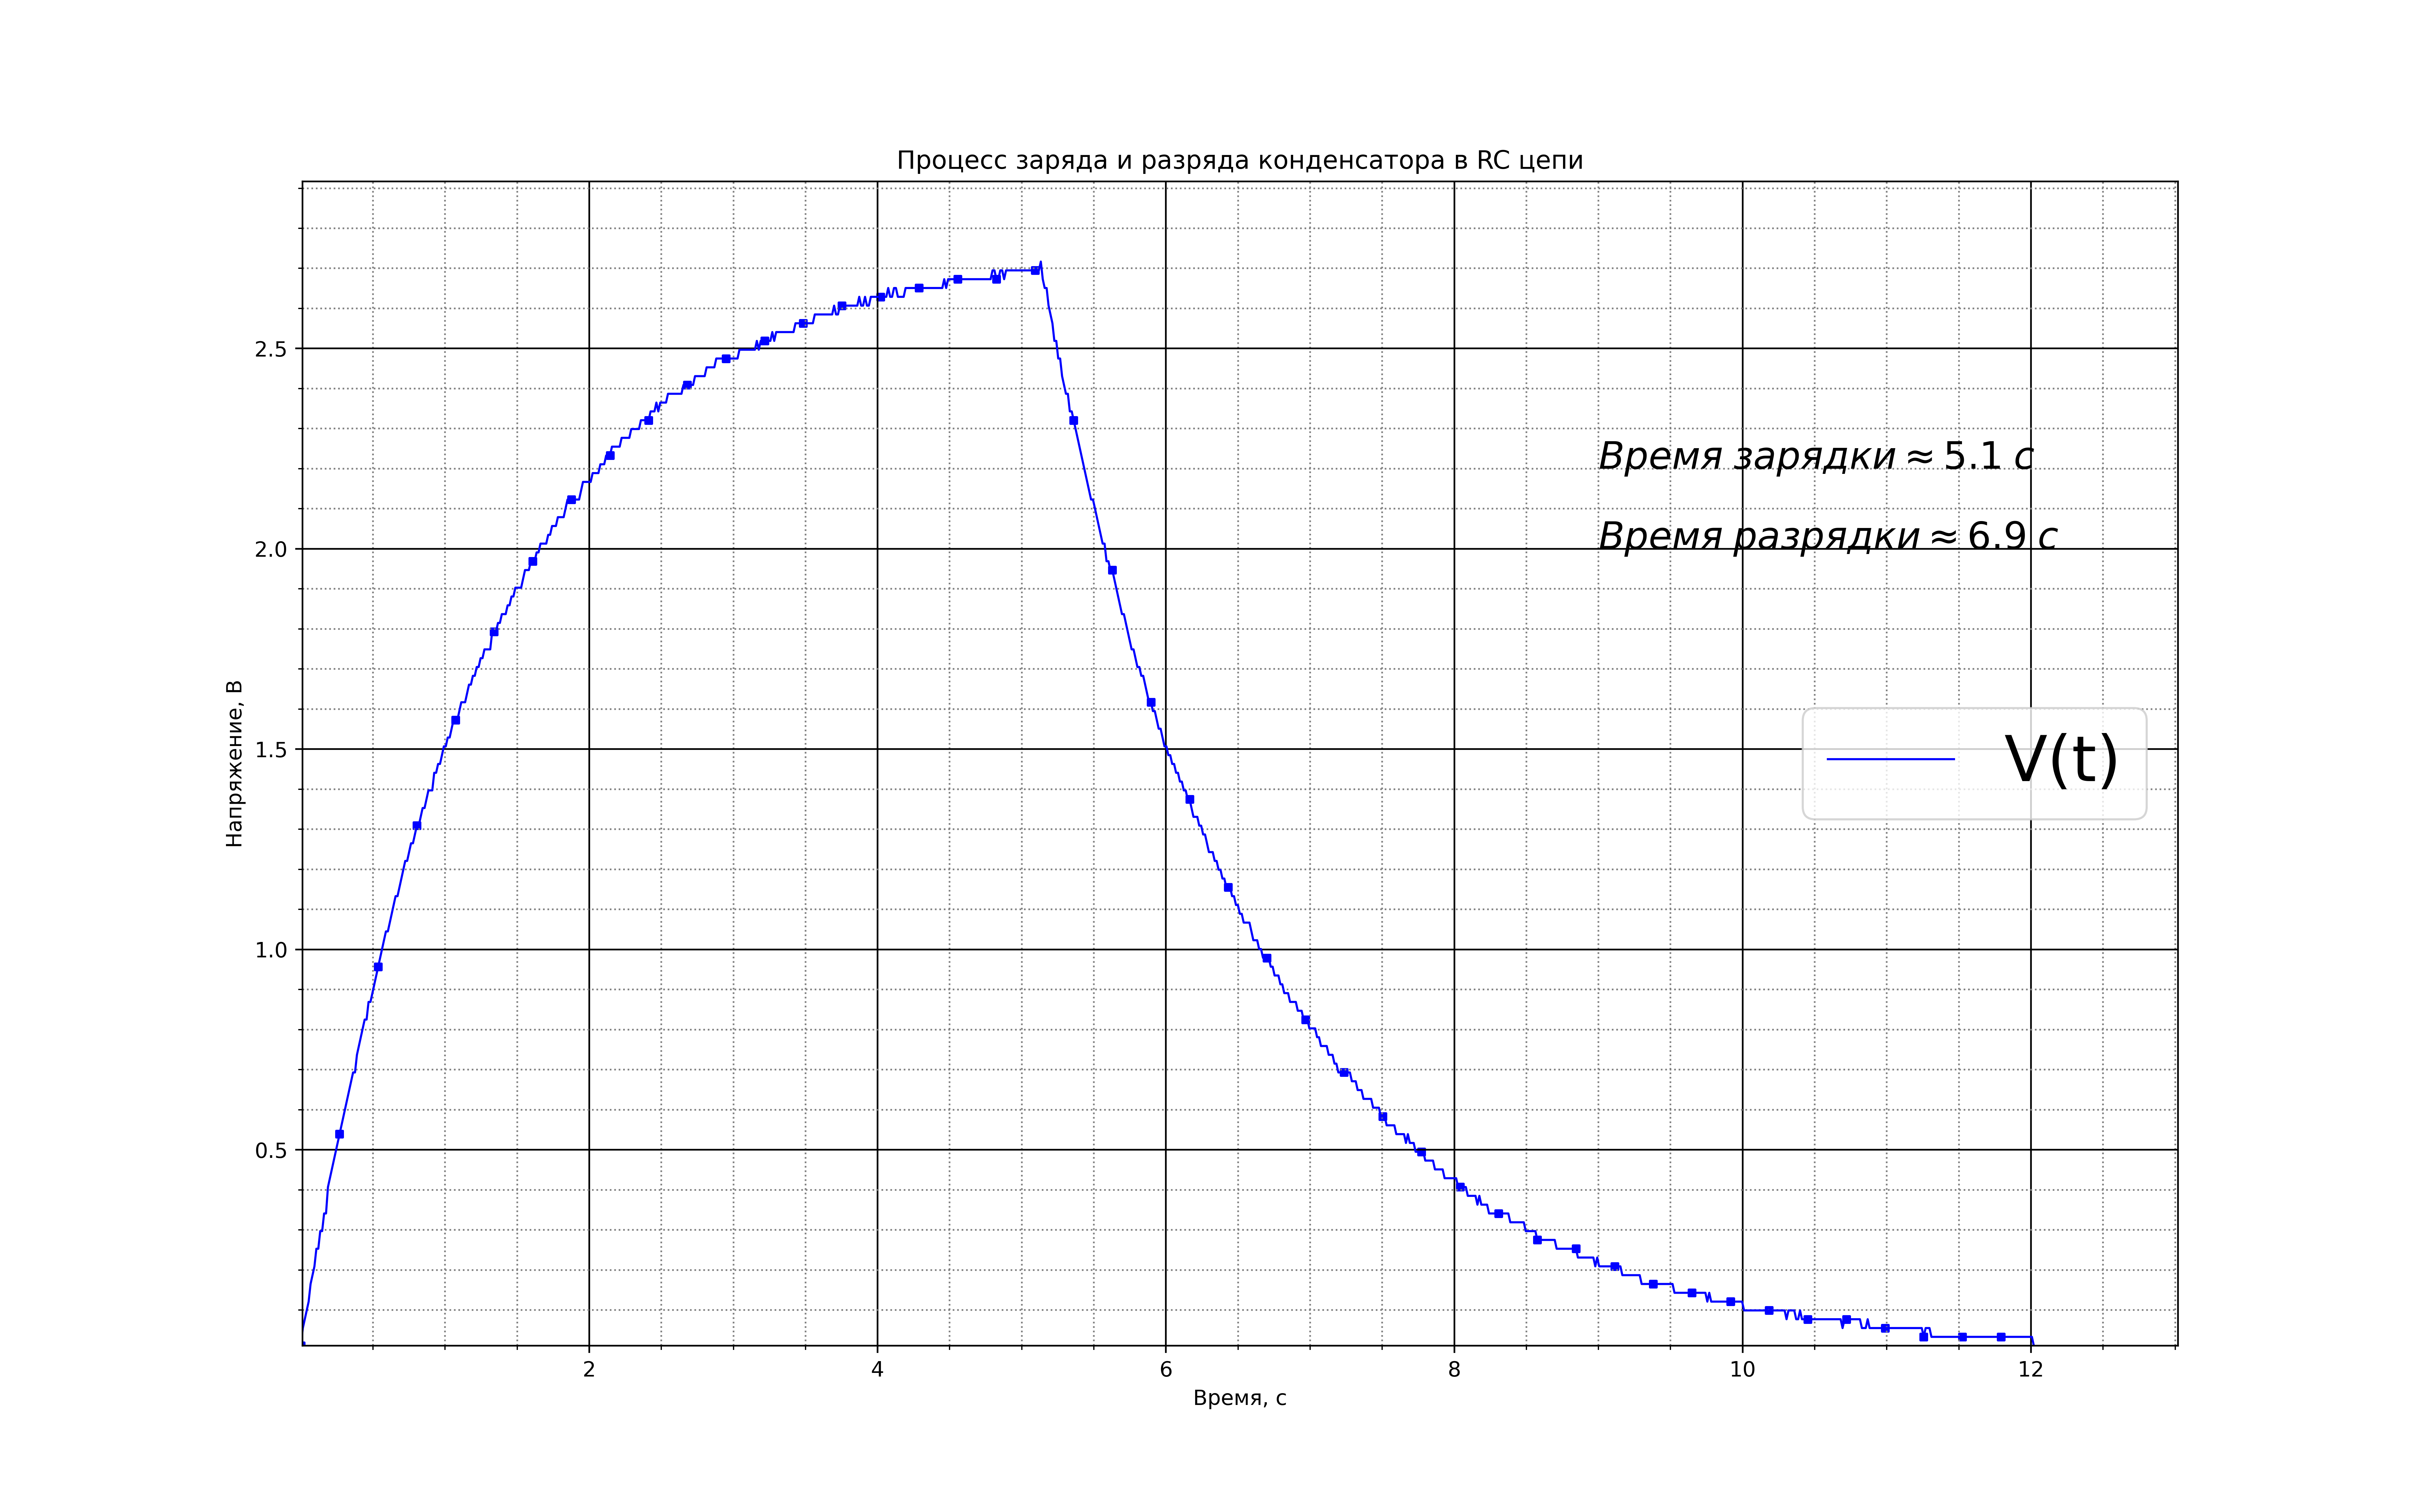 Процесс заряда и разряда конденсатора в RC цепи
Напряжение, В
2.5
2.0
1.5
1.0
0.5
Время зарядки ≈ 5.1 с
Время разрядки ≈ 6.9 с
V(t)
2 4 6 8 10 12
Время, с